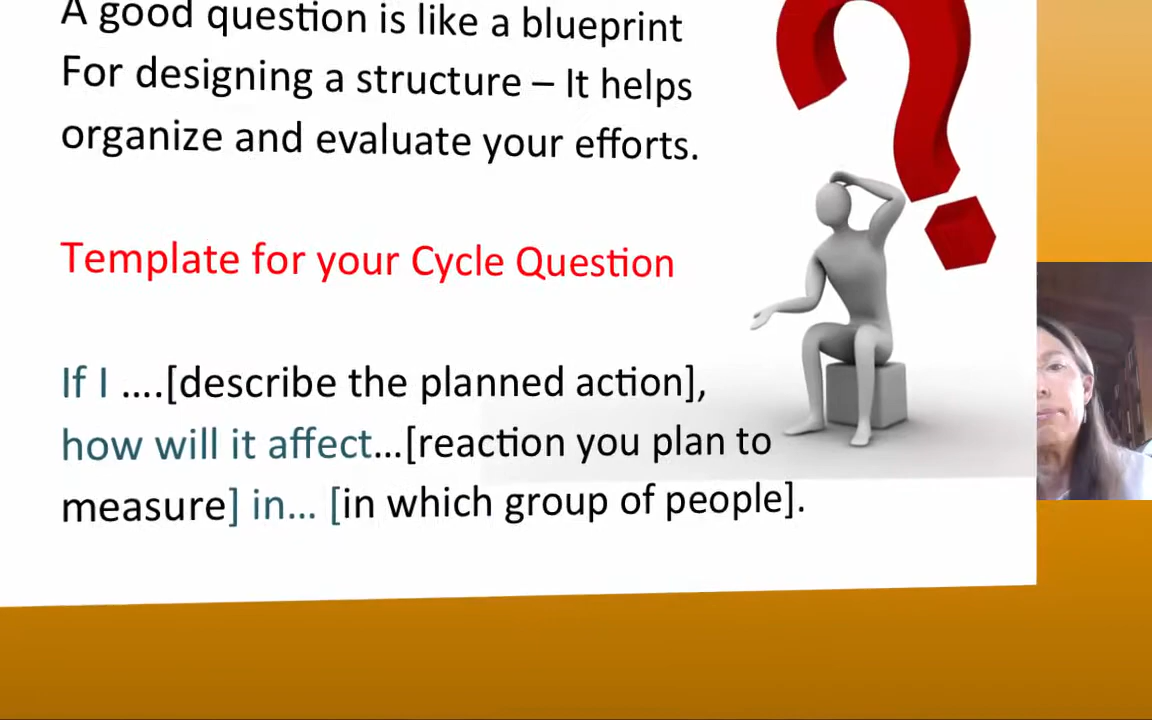 A good question is like a blueprint
For designing a structure – It helps
organize and evaluate your efforts.
Template for your Cycle Question
If I ....[describe the planned action],
how will it affect...[reaction you plan to
measure] in... [in which group of people].